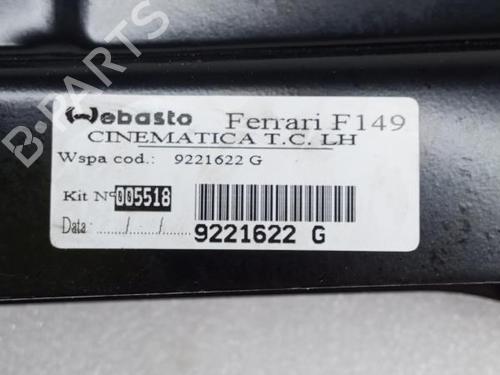 Webasto Ferrari F149
CINEMATICA T.C. LH
Wspa cod.: 9221622 G
Kit N° 005518
Data / /
9221622 G
B-PARTS